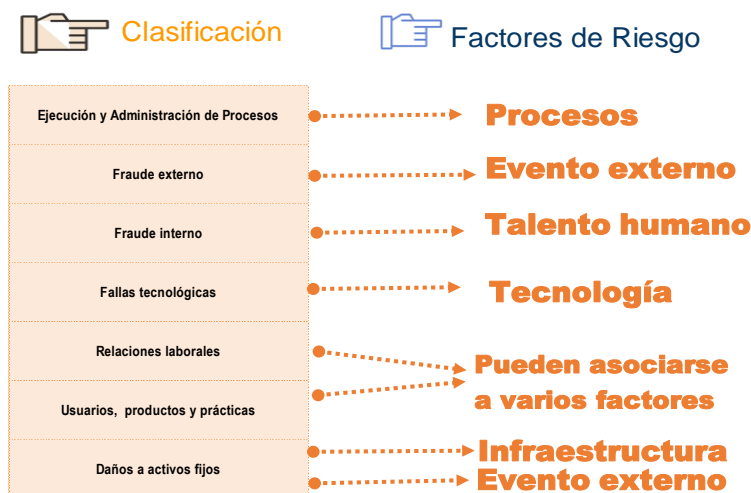 Clasificación
Factores de Riesgo
Ejecución y Administración de Procesos
Procesos
Fraude externo
Evento externo
Fraude interno
Talento humano
Fallas tecnológicas
Tecnología
Relaciones laborales
Pueden asociarse
a varios factores
Usuarios, productos y prácticas
Daños a activos fijos
Infraestructura
Evento externo